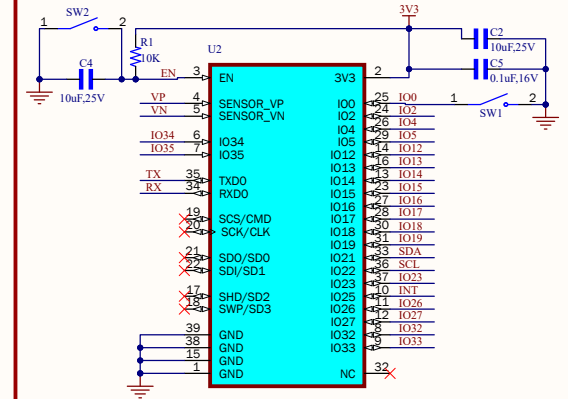 SW2
3V3
1 2
C2
R1
10K
U2
10uF,25V
C4
EN 3 EN
3V3 2
C5
10uF,25V
0.1uF,16V
VP 4 SENSOR_VP
IO0 25 IO0 1 2
VN 5 SENSOR_VN
IO2 24 IO2
SW1
IO4 26 IO4
IO34 6 IO34
IO5 29 IO5
IO35 7 IO35
IO12 14 IO12
IO13 16 IO13
TX 35 TXD0
IO14 13 IO14
RX 34 RXD0
IO15 23 IO15
IO16 27 IO16
19 SCS/CMD
IO17 28 IO17
20 SCK/CLK
IO18 30 IO18
IO19 31 IO19
21 SDO/SD0
IO21 33 SDA
22 SDI/SD1
IO22 36 SCL
IO23 37 IO23
17 SHD/SD2
IO25 10 INT
18 SWP/SD3
IO26 11 IO26
IO27 12 IO27
39 GND
IO32 8 IO32
38 GND
IO33 9 IO33
15 GND
1 GND
NC 32